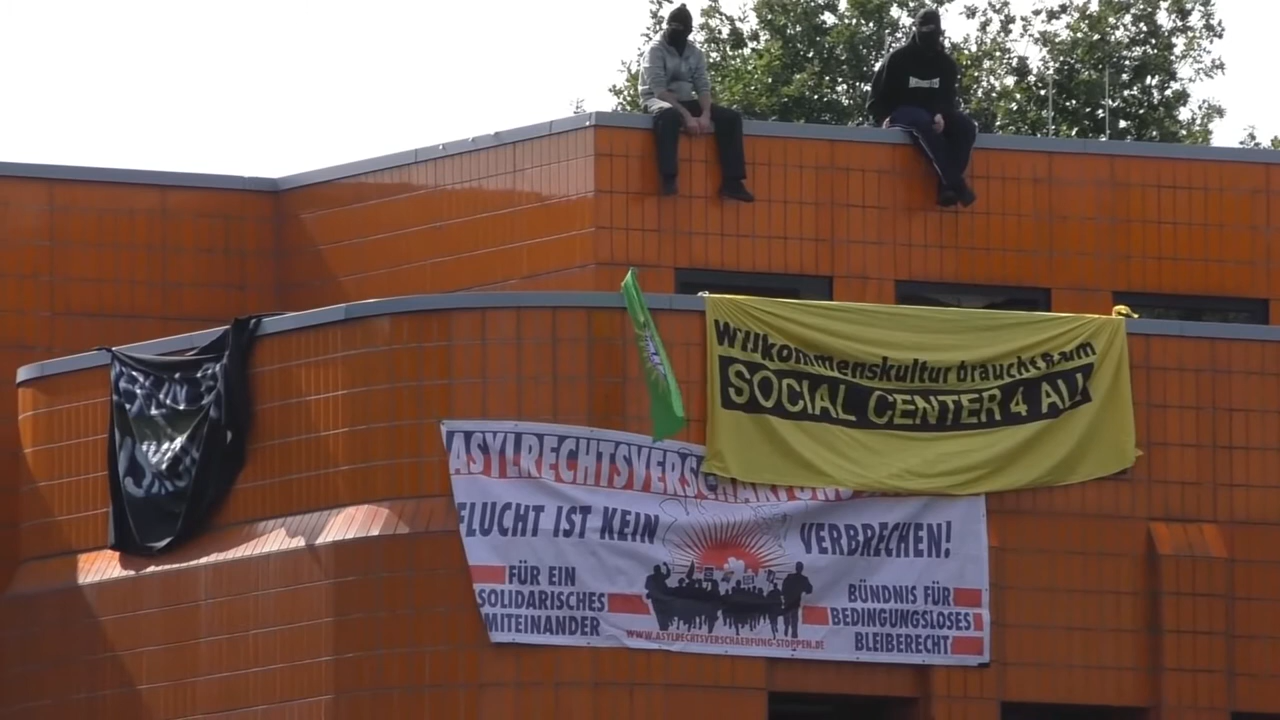 Willkommenskultur braucht Raum
SOCIAL CENTER 4 ALL
ASYLRECHTSVERSCHÄRFUNG
FLUCHT IST KEIN VERBRECHEN!
FÜR EIN
SOLIDARISCHES
MITEINANDER
BÜNDNIS FÜR
BEDINGUNGSLOSES
BLEIBERECHT
WWW.ASYLRECHTSVERSCHAERFUNG-STOPPEN.DE